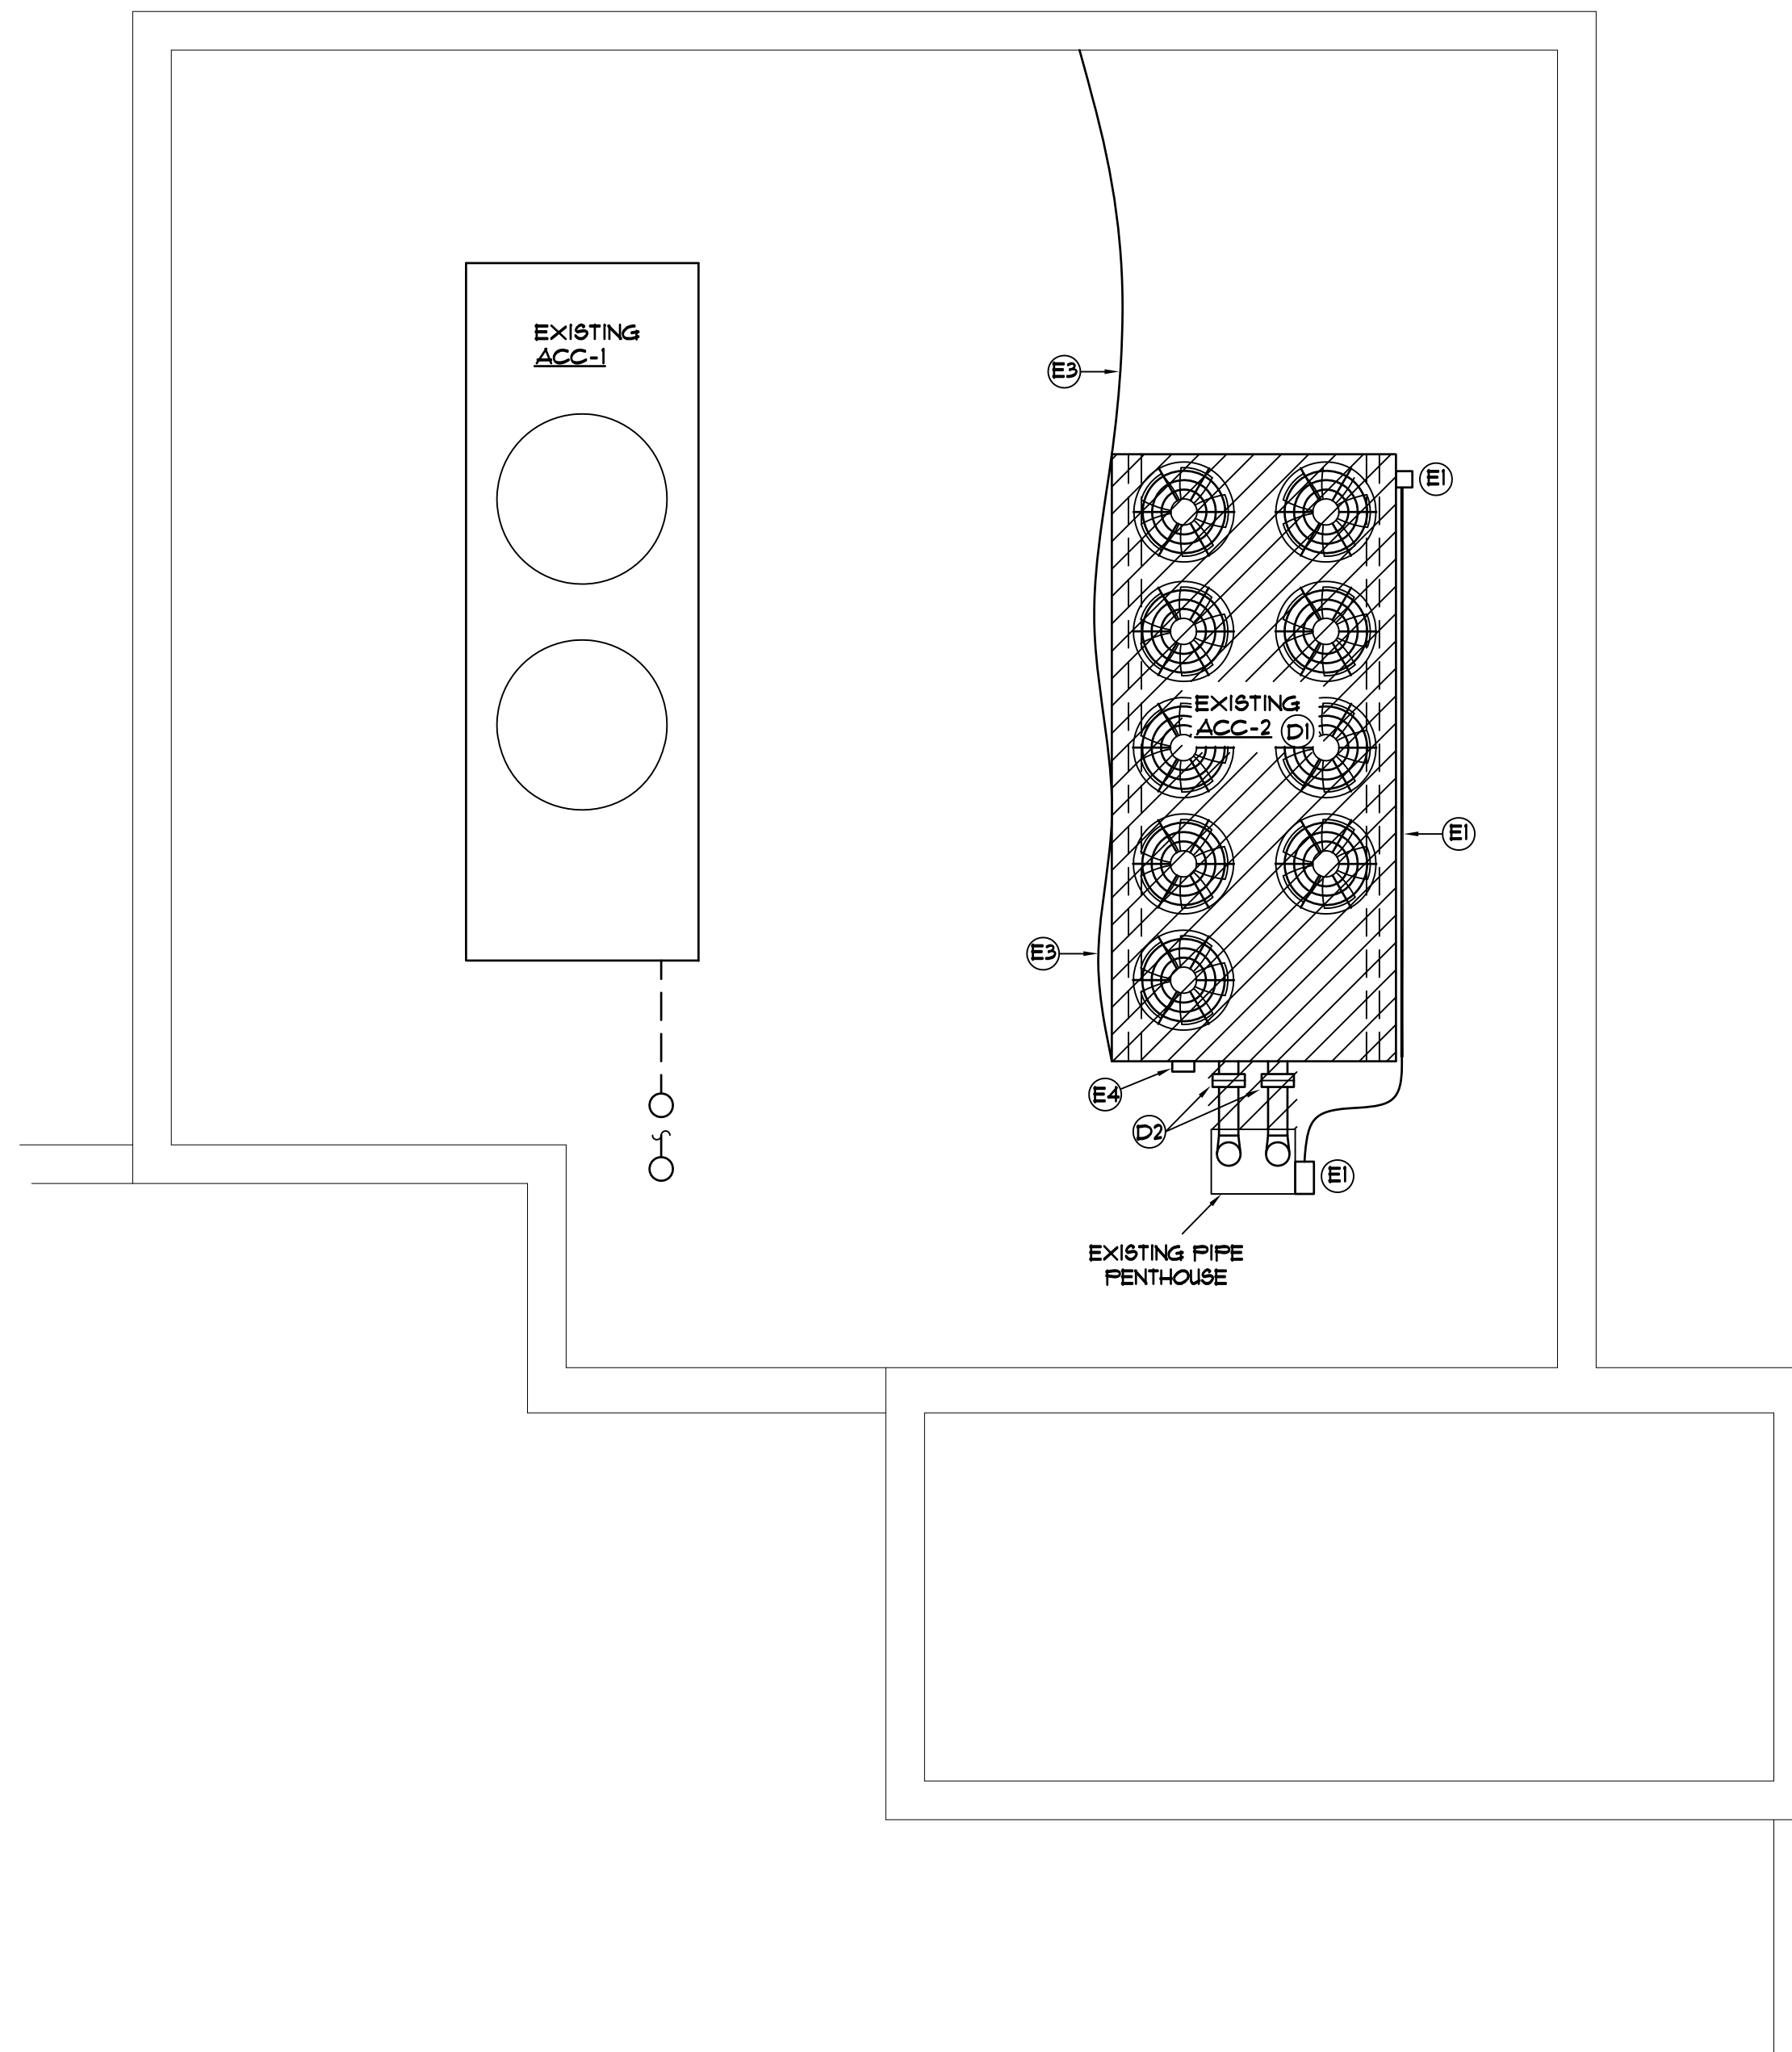 EXISTING
ACC-1
E3
E1
EXISTING
ACC-2
D1
E1
E3
E4
D2
E1
EXISTING PIPE
PENTHOUSE